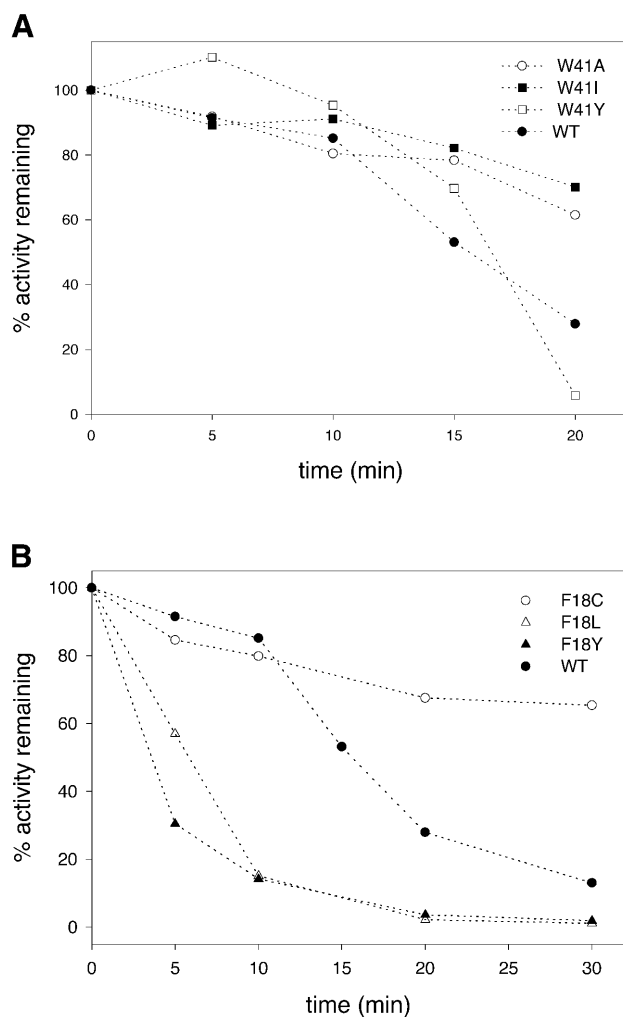 A
% activity remaining
100
80
60
40
20
0
0 5 10 15 20
time (min)
W41A
W41I
W41Y
WT
B
% activity remaining
100
80
60
40
20
0
0 5 10 15 20 25 30
time (min)
F18C
F18L
F18Y
WT